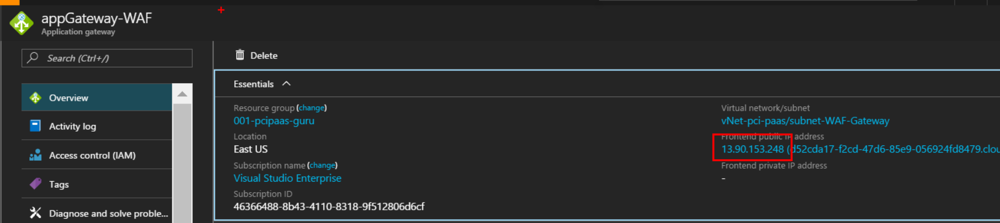 appGateway-WAF
Application gateway
Search (Ctrl+/)
Overview
Activity log
Access control (IAM)
Tags
Diagnose and solve proble...
Delete
Essentials
Resource group (change)
001-pcipaas-guru
Location
East US
Subscription name (change)
Visual Studio Enterprise
Subscription ID
46366488-8b43-4110-8318-9f512806d6cf
Virtual network/subnet
vNet-pci-paas/subnet-WAF-Gateway
Frontend public IP address
13.90.153.248 (d52cda17-f2cd-47d6-85e9-056924fd8479.clou
Frontend private IP address
-